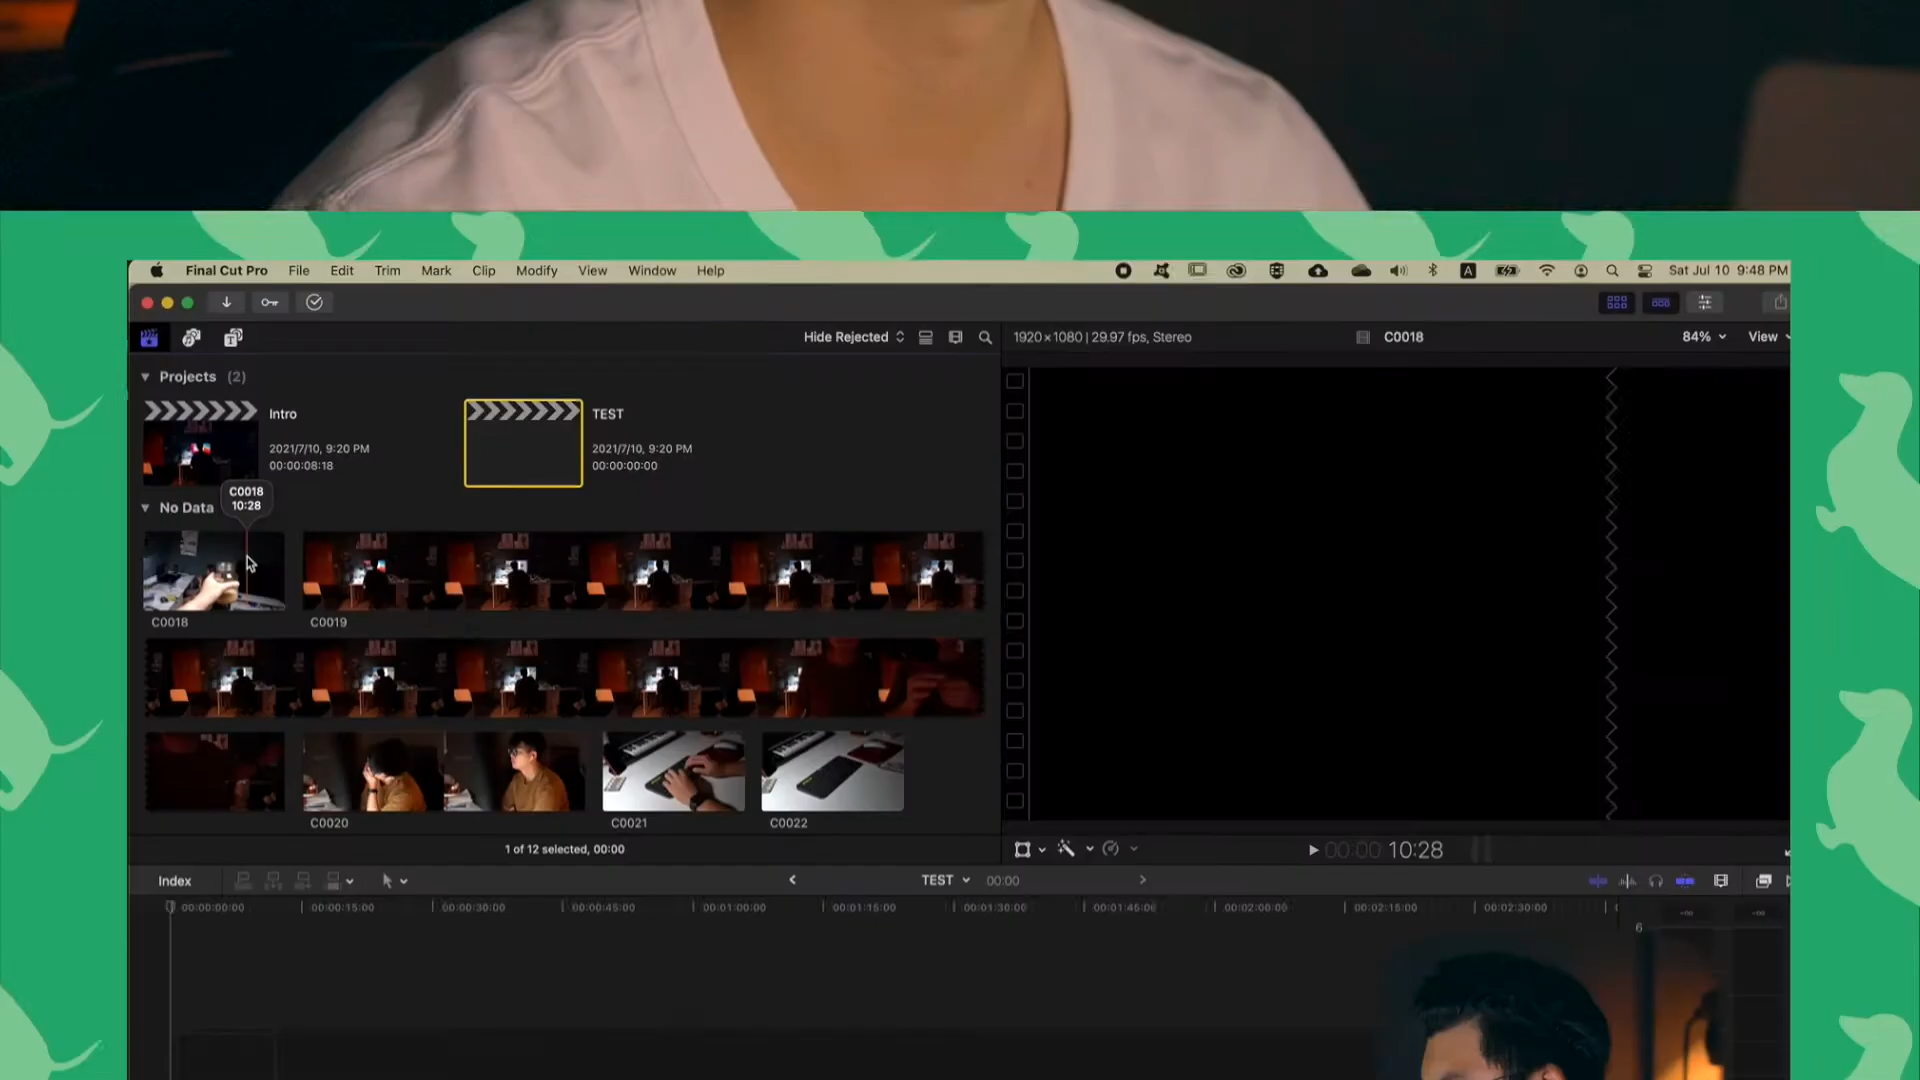 Final Cut Pro File Edit Trim Mark Clip Modify View Window Help A Sat Jul 10 9:48 PM
Hide Rejected 1920×1080 | 29.97 fps, Stereo C0018 84% View
Projects (2)
Intro TEST
2021/7/10, 9:20 PM 2021/7/10, 9:20 PM
00:00:08:18 00:00:00:00
C0018
10:28
No Data
C0018 C0019
C0020 C0021 C0022
1 of 12 selected, 00:00 00:00 10:28
Index TEST 00:00
00:00:00:00 00:00:15:00 00:00:30:00 00:00:45:00 00:01:00:00 00:01:15:00 00:01:30:00 00:01:45:00 00:02:00:00 00:02:15:00 00:02:30:00 -∞ -∞
6